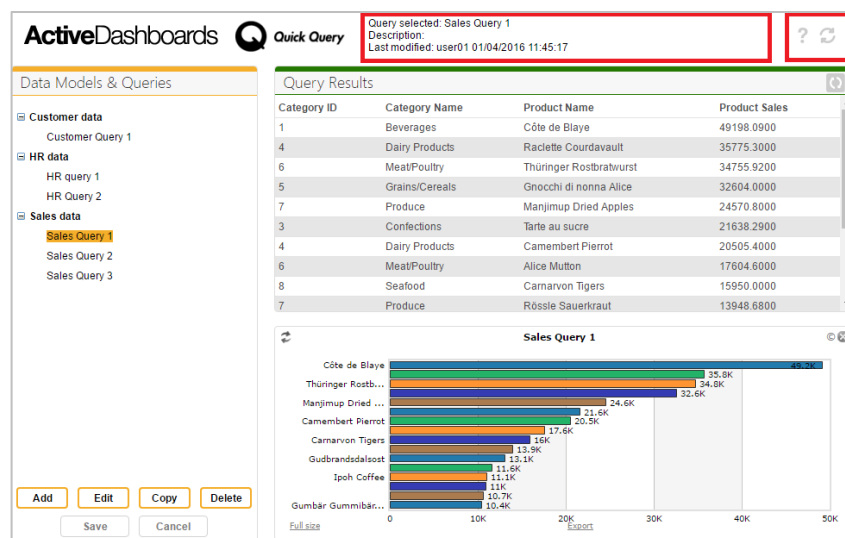 ActiveDashboards Quick Query
Query selected: Sales Query 1
Description:
Last modified: user01 01/04/2016 11:45:17
?
Data Models & Queries
Customer data
Customer Query 1
HR data
HR query 1
HR Query 2
Sales data
Sales Query 1
Sales Query 2
Sales Query 3
Add Edit Copy Delete
Save Cancel
Query Results
Category ID Category Name Product Name Product Sales
1 Beverages Côte de Blaye 49198.0900
4 Dairy Products Raclette Courdavault 35775.3000
6 Meat/Poultry Thüringer Rostbratwurst 34755.9200
5 Grains/Cereals Gnocchi di nonna Alice 32604.0000
7 Produce Manjimup Dried Apples 24570.8000
3 Confections Tarte au sucre 21638.2900
4 Dairy Products Camembert Pierrot 20505.4000
6 Meat/Poultry Alice Mutton 17604.6000
8 Seafood Carnarvon Tigers 15950.0000
7 Produce Rössle Sauerkraut 13948.6800
Sales Query 1 ©
Côte de Blaye 49.2K
35.8K
Thüringer Rostb... 34.8K
32.6K
Manjimup Dried ... 24.6K
21.6K
Camembert Pierrot 20.5K
17.6K
Carnarvon Tigers 16K
13.9K
Gudbrandsdalsost 13.1K
11.6K
Ipoh Coffee 11.1K
11K
10.7K
Gumbär Gummibär... 10.4K
0 10K 20K 30K 40K 50K
Full size Export